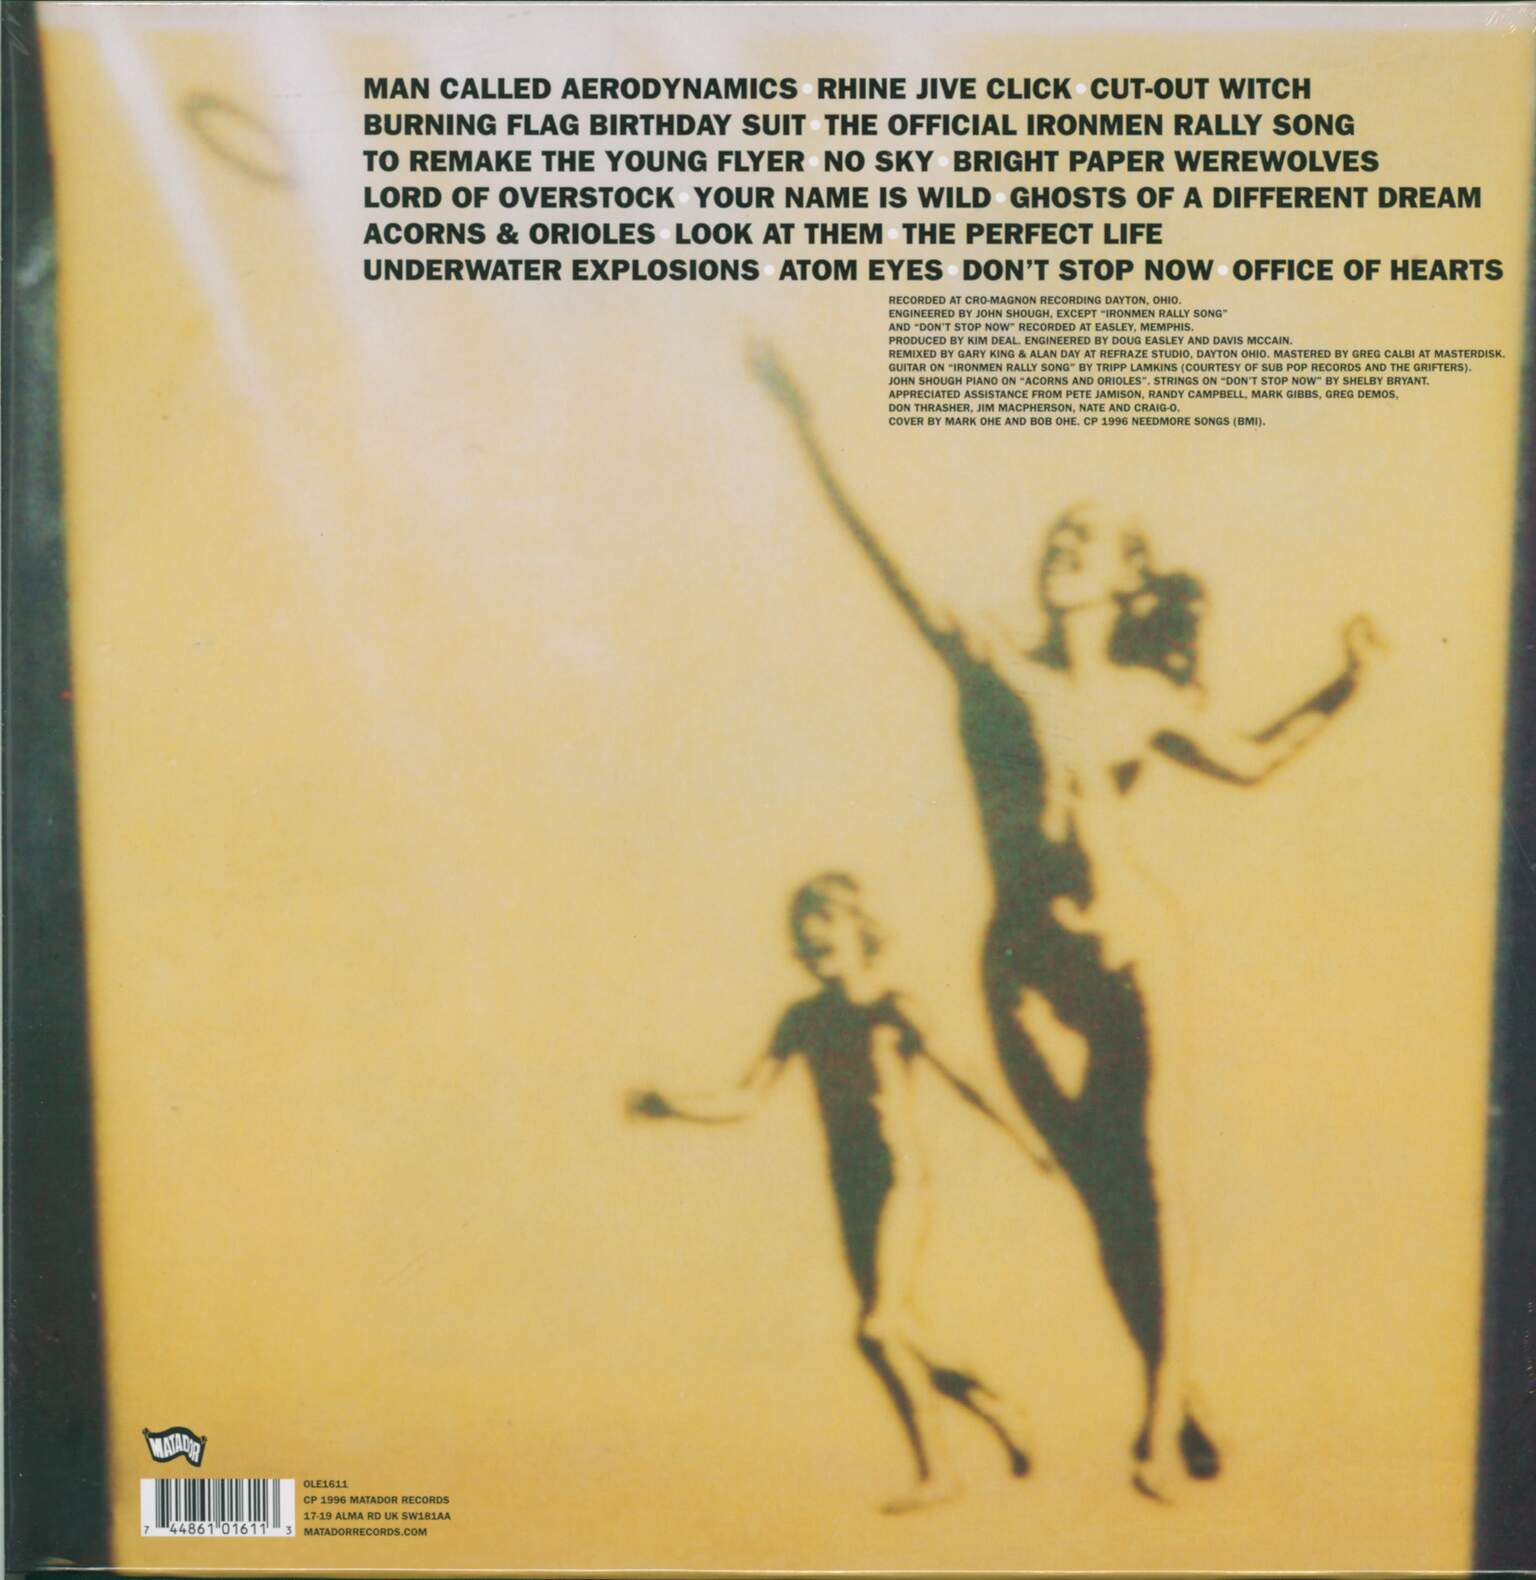 MAN CALLED AERODYNAMICS • RHINE JIVE CLICK • CUT-OUT WITCH
BURNING FLAG BIRTHDAY SUIT • THE OFFICIAL IRONMEN RALLY SONG
TO REMAKE THE YOUNG FLYER • NO SKY • BRIGHT PAPER WEREWOLVES
LORD OF OVERSTOCK • YOUR NAME IS WILD • GHOSTS OF A DIFFERENT DREAM
ACORNS & ORIOLES • LOOK AT THEM • THE PERFECT LIFE
UNDERWATER EXPLOSIONS • ATOM EYES • DON'T STOP NOW • OFFICE OF HEARTS
RECORDED AT CRO-MAGNON RECORDING DAYTON, OHIO.
ENGINEERED BY JOHN SHOUGH, EXCEPT "IRONMEN RALLY SONG"
AND "DON'T STOP NOW" RECORDED AT EASLEY, MEMPHIS.
PRODUCED BY KIM DEAL. ENGINEERED BY DOUG EASLEY AND DAVIS MCCAIN.
REMIXED BY GARY KING & ALAN DAY AT REFRAZE STUDIO, DAYTON OHIO. MASTERED BY GREG CALBI AT MASTERDISK.
GUITAR ON "IRONMEN RALLY SONG" BY TRIPP LAMKINS (COURTESY OF SUB POP RECORDS AND THE GRIFTERS).
JOHN SHOUGH PIANO ON "ACORNS AND ORIOLES". STRINGS ON "DON'T STOP NOW" BY SHELBY BRYANT.
APPRECIATED ASSISTANCE FROM PETE JAMISON, RANDY CAMPBELL, MARK GIBBS, GREG DEMOS,
DON THRASHER, JIM MACPHERSON, NATE AND CRAIG-O.
COVER BY MARK OHE AND BOB OHE. CP 1996 NEEDMORE SONGS (BMI).
MATADOR
OLE1611
CP 1996 MATADOR RECORDS
17-19 ALMA RD UK SW181AA
MATADORRECORDS.COM
7 44861 01611 3